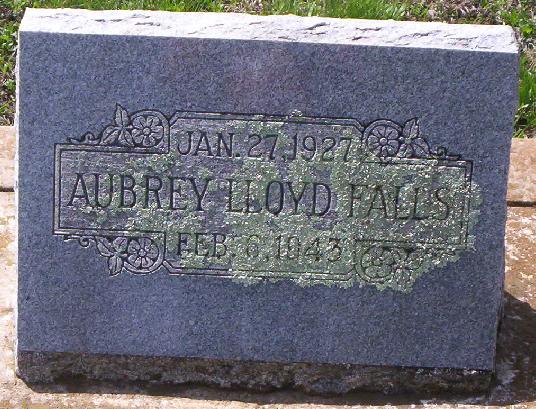 JAN. 27, 1927
AUBREY LLOYD FALLS
FEB. 6, 1943